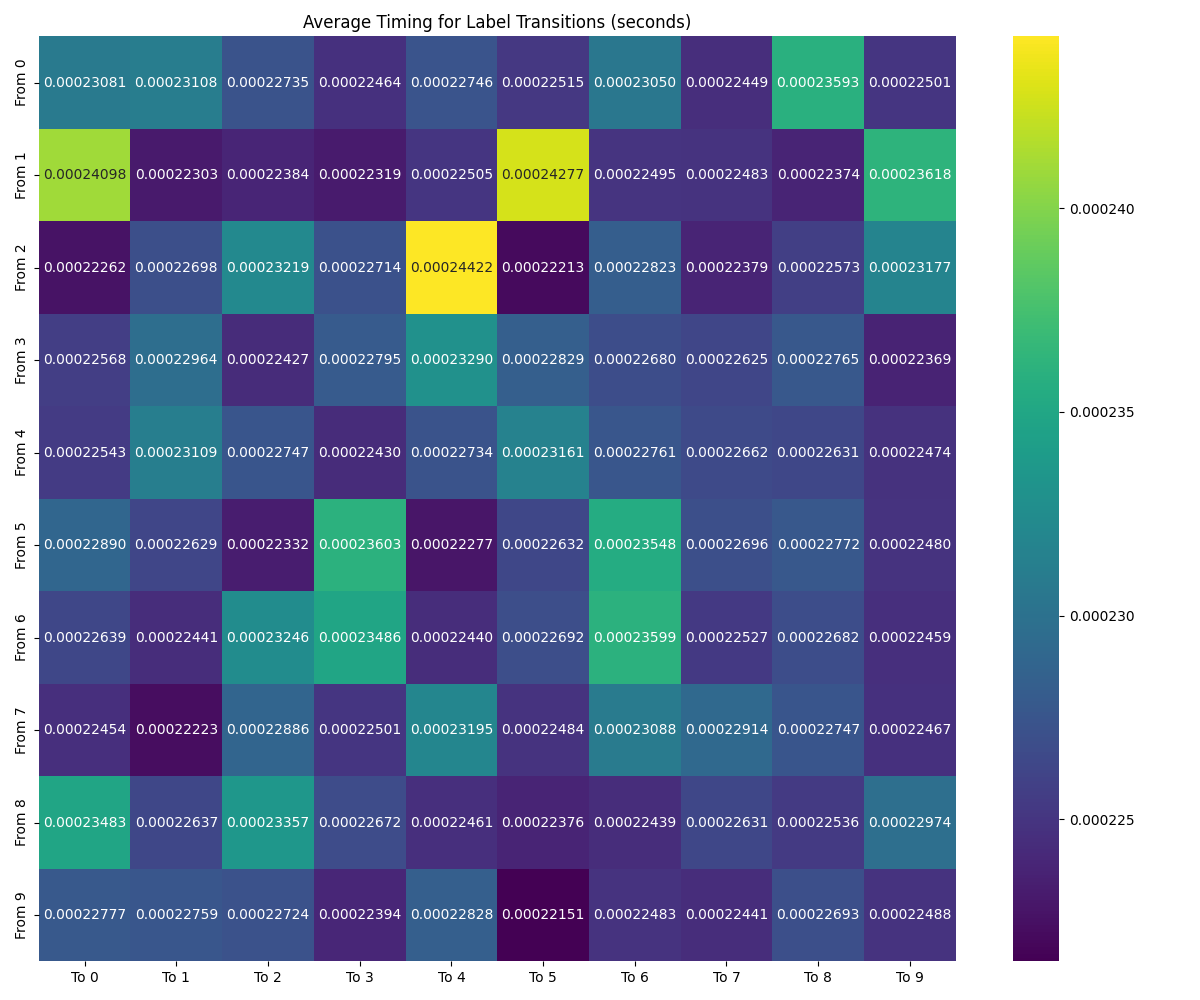 Average Timing for Label Transitions (seconds)
From 0 0.00023081 0.00023108 0.00022735 0.00022464 0.00022746 0.00022515 0.00023050 0.00022449 0.00023593 0.00022501
From 1 0.00024098 0.00022303 0.00022384 0.00022319 0.00022505 0.00024277 0.00022495 0.00022483 0.00022374 0.00023618
0.000240
From 2 0.00022262 0.00022698 0.00023219 0.00022714 0.00024422 0.00022213 0.00022823 0.00022379 0.00022573 0.00023177
From 3 0.00022568 0.00022964 0.00022427 0.00022795 0.00023290 0.00022829 0.00022680 0.00022625 0.00022765 0.00022369
0.000235
From 4 0.00022543 0.00023109 0.00022747 0.00022430 0.00022734 0.00023161 0.00022761 0.00022662 0.00022631 0.00022474
From 5 0.00022890 0.00022629 0.00022332 0.00023603 0.00022277 0.00022632 0.00023548 0.00022696 0.00022772 0.00022480
0.000230
From 6 0.00022639 0.00022441 0.00023246 0.00023486 0.00022440 0.00022692 0.00023599 0.00022527 0.00022682 0.00022459
From 7 0.00022454 0.00022223 0.00022886 0.00022501 0.00023195 0.00022484 0.00023088 0.00022914 0.00022747 0.00022467
From 8 0.00023483 0.00022637 0.00023357 0.00022672 0.00022461 0.00022376 0.00022439 0.00022631 0.00022536 0.00022974
0.000225
From 9 0.00022777 0.00022759 0.00022724 0.00022394 0.00022828 0.00022151 0.00022483 0.00022441 0.00022693 0.00022488
To 0 To 1 To 2 To 3 To 4 To 5 To 6 To 7 To 8 To 9